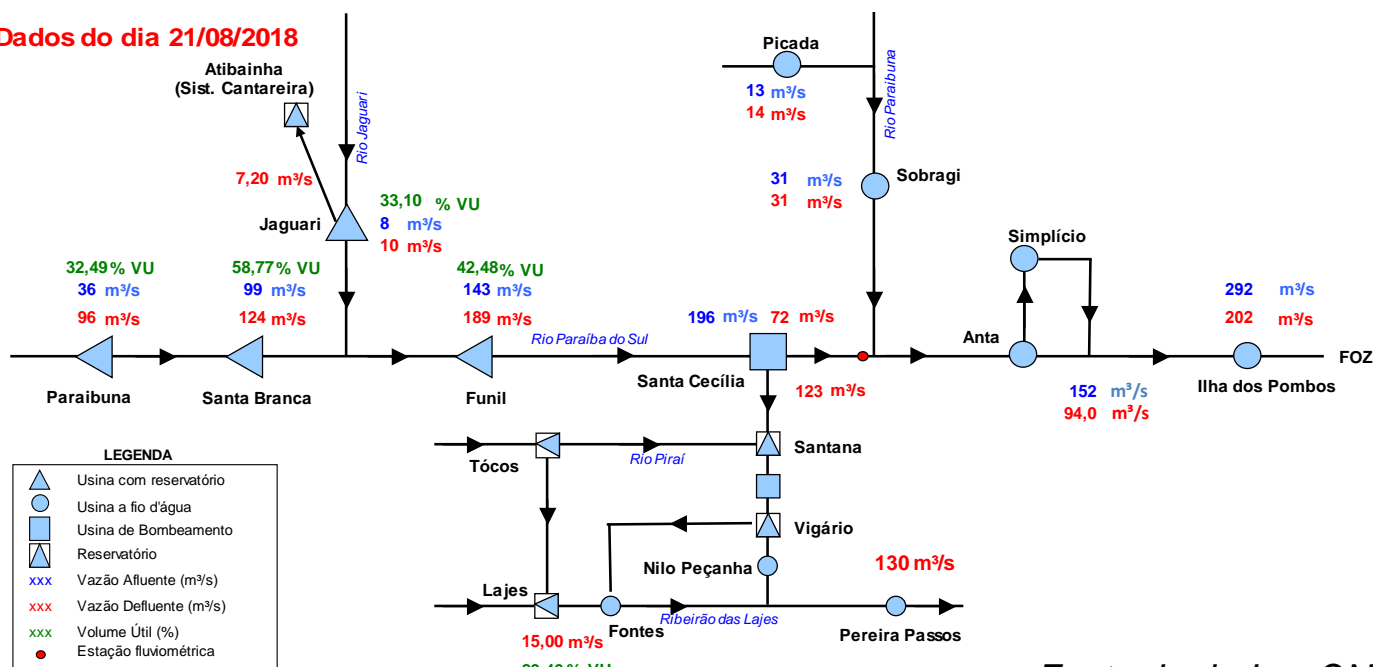 Dados do dia 21/08/2018
Atibainha
(Sist. Cantareira)
Rio Jaguari
7,20 m³/s
Jaguari
33,10 % VU
8 m³/s
10 m³/s
Picada
13 m³/s
14 m³/s
Rio Paraibuna
31 m³/s
31 m³/s
Sobragi
Simplício
32,49 % VU
36 m³/s
96 m³/s
Paraibuna
58,77 % VU
99 m³/s
124 m³/s
Santa Branca
42,48 % VU
143 m³/s
189 m³/s
Funil
Rio Paraíba do Sul
196 m³/s 72 m³/s
Santa Cecília
123 m³/s
Anta
152 m³/s
94,0 m³/s
292 m³/s
202 m³/s
Ilha dos Pombos
FOZ
Tócos
Rio Piraí
Santana
Vigário
Nilo Peçanha
130 m³/s
Lajes
15,00 m³/s
Fontes
Ribeirão das Lajes
Pereira Passos
LEGENDA
Usina com reservatório
Usina a fio d'água
Usina de Bombeamento
Reservatório
xxx Vazão Afluente (m³/s)
xxx Vazão Defluente (m³/s)
xxx Volume Útil (%)
Estação fluviométrica